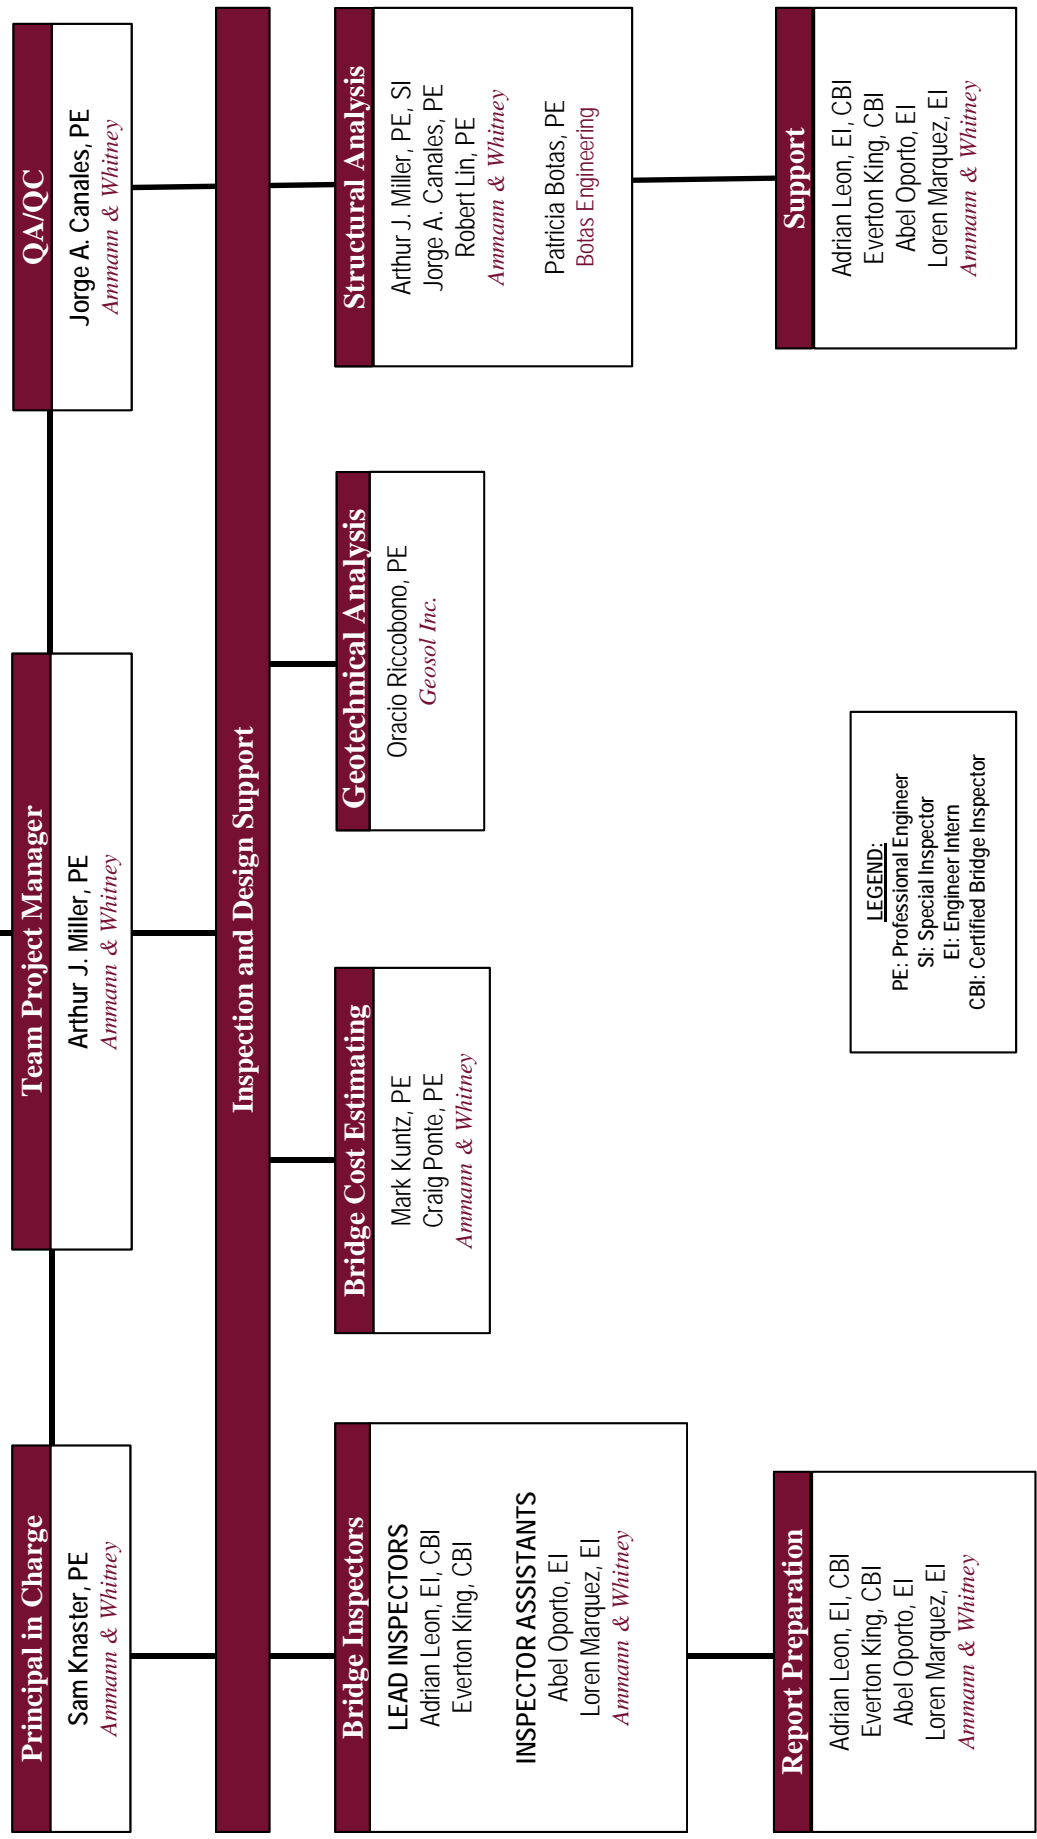 Principal in Charge
Sam Knaster, PE
Ammann & Whitney
Team Project Manager
Arthur J. Miller, PE
Ammann & Whitney
QA/QC
Jorge A. Canales, PE
Ammann & Whitney
Inspection and Design Support
Bridge Inspectors
LEAD INSPECTORS
Adrian Leon, EI, CBI
Everton King, CBI
INSPECTOR ASSISTANTS
Abel Oporto, EI
Loren Marquez, EI
Ammann & Whitney
Bridge Cost Estimating
Mark Kuntz, PE
Craig Ponte, PE
Ammann & Whitney
Geotechnical Analysis
Oracio Riccobono, PE
Geosol Inc.
Structural Analysis
Arthur J. Miller, PE, SI
Jorge A. Canales, PE
Robert Lin, PE
Ammann & Whitney
Patricia Botas, PE
Botas Engineering
Report Preparation
Adrian Leon, EI, CBI
Everton King, CBI
Abel Oporto, EI
Loren Marquez, EI
Ammann & Whitney
LEGEND:
PE: Professional Engineer
SI: Special Inspector
EI: Engineer Intern
CBI: Certified Bridge Inspector
Support
Adrian Leon, EI, CBI
Everton King, CBI
Abel Oporto, EI
Loren Marquez, EI
Ammann & Whitney